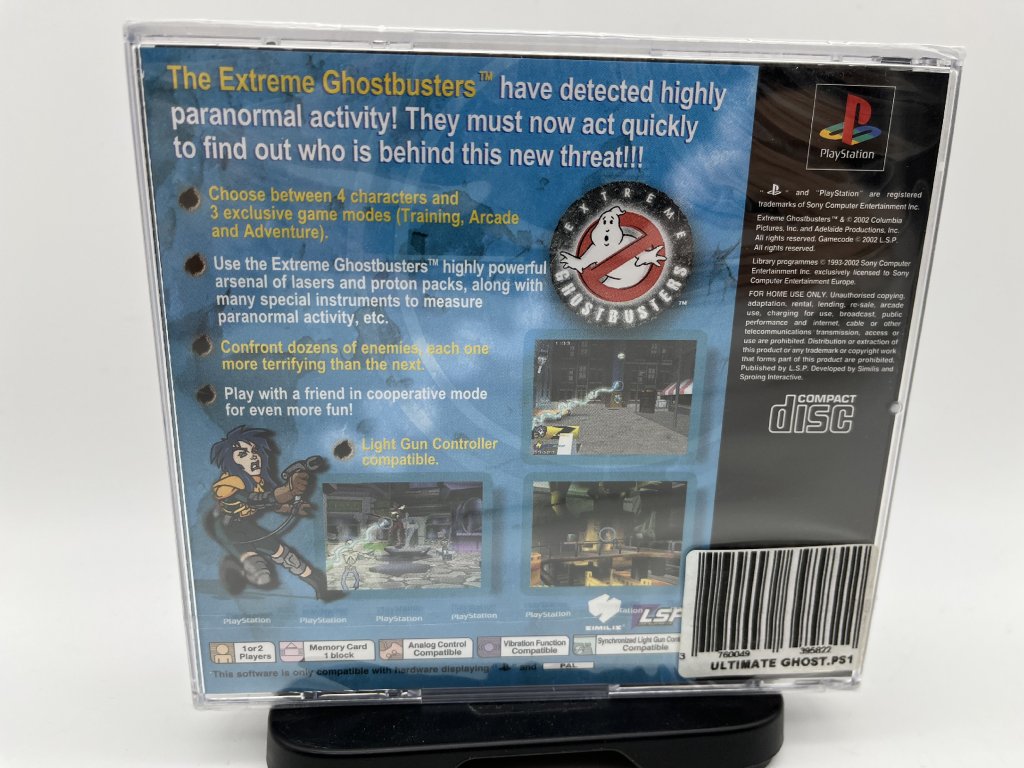 The Extreme Ghostbusters™ have detected highly
paranormal activity! They must now act quickly
to find out who is behind this new threat!!!
Choose between 4 characters and
3 exclusive game modes (Training, Arcade
and Adventure).
Use the Extreme Ghostbusters™ highly powerful
arsenal of lasers and proton packs, along with
many special instruments to measure
paranormal activity, etc.
Confront dozens of enemies, each one
more terrifying than the next.
Play with a friend in cooperative mode
for even more fun!
Light Gun Controller
compatible.
EXTREME
GHOSTBUSTERS
™
PlayStation
" " and "PlayStation" are registered
trademarks of Sony Computer Entertainment Inc.
Extreme Ghostbusters™ & © 2002 Columbia
Pictures, Inc. and Adelaide Productions, Inc.
All rights reserved. Gamecode © 2002 L.S.P.
All rights reserved.
Library programmes © 1993-2002 Sony Computer
Entertainment Inc. exclusively licensed to Sony
Computer Entertainment Europe.
FOR HOME USE ONLY. Unauthorised copying,
adaptation, rental, lending, re-sale, arcade
use, charging for use, broadcast, public
performance and internet, cable or other
telecommunications transmission, access or
use are prohibited. Distribution or extraction of
this product or any trademark or copyright work
that forms part of this product are prohibited.
Published by L.S.P. Developed by Similis and
Sproing Interactive.
COMPACT
disc
PlayStation PlayStation PlayStation PlayStation PlayStation
SIMILIS
LSP
1 or 2
Players
Memory Card
1 block
Analog Control
Compatible
Vibration Function
Compatible
Synchronized Light Gun
Compatible
This software is only compatible with hardware displaying " " and PAL
3 760049 395822
ULTIMATE GHOST.PS1